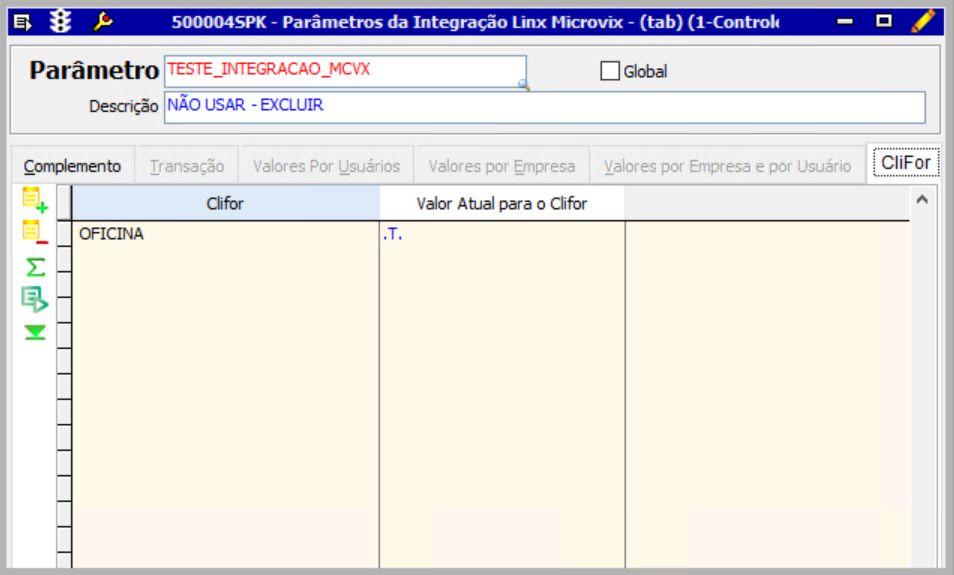 500004SPK - Parâmetros da Integração Linx Microvix - (tab) (1-Control
Parâmetro TESTE_INTEGRACAO_MCVX Global
Descrição NÃO USAR - EXCLUIR
Complemento Transação Valores Por Usuários Valores por Empresa Valores por Empresa e por Usuário CliFor
Clifor Valor Atual para o Clifor
OFICINA .T.